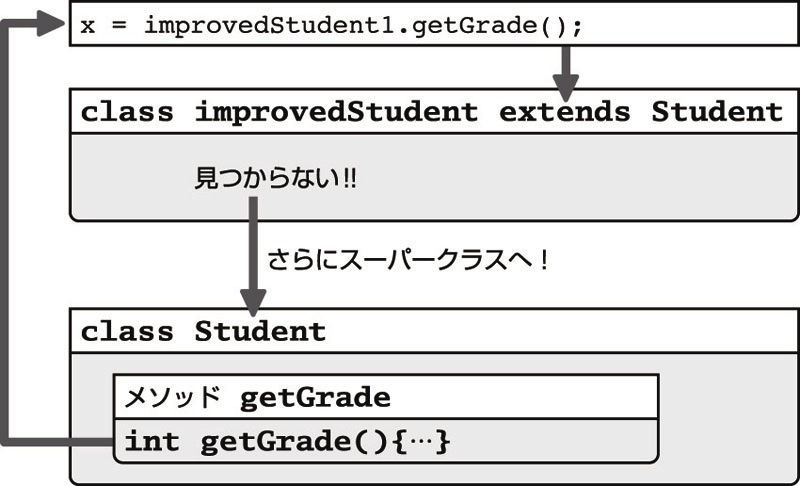 x = improvedStudent1.getGrade();
class improvedStudent extends Student
見つからない!!
さらにスーパークラスへ！
class Student
メソッド getGrade
int getGrade(){…}